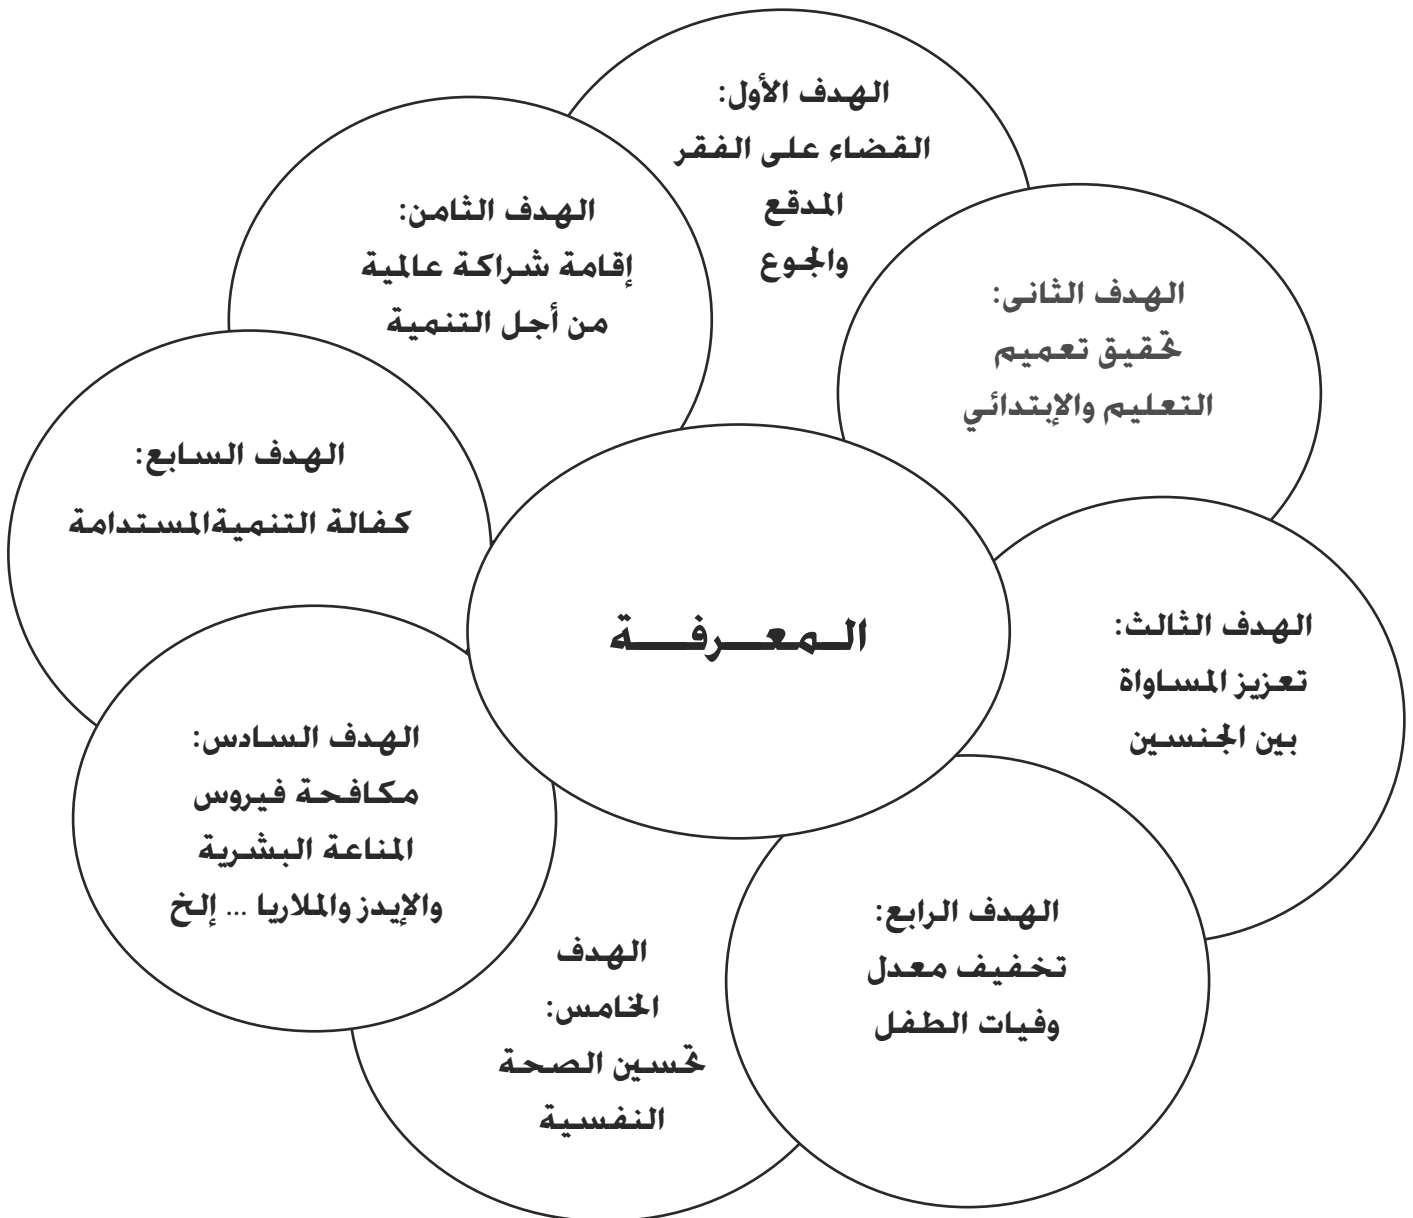 الهدف الأول:
القضاء على الفقر
المدقع
والجوع
الهدف الثانى:
تحقيق تعميم
التعليم والإبتدائي
الهدف الثالث:
تعزيز المساواة
بين الجنسين
الهدف الرابع:
تخفيف معدل
وفيات الطفل
الهدف
الخامس:
تحسين الصحة
النفسية
الهدف السادس:
مكافحة فيروس
المناعة البشرية
والإيدز والملاريا ... إلخ
الهدف السابع:
كفالة التنميةالمستدامة
الهدف الثامن:
إقامة شراكة عالمية
من أجل التنمية
المعرفة